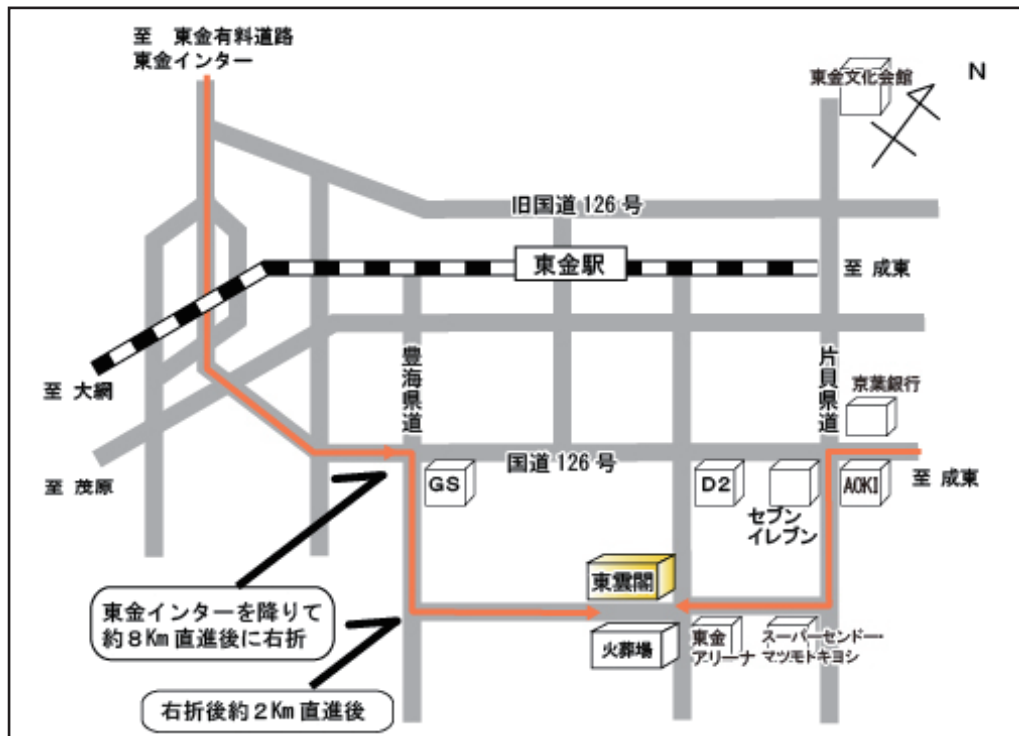 至 東金有料道路
東金インター
東金文化会館
N
旧国道126号
東金駅
至 成東
至 大網
豊海県道
片貝県道
京葉銀行
至 茂原
国道126号
GS
D2
セブン
イレブン
AOKI
至 成東
東雲閣
東金インターを降りて
約8Km直進後に右折
火葬場
東金
アリーナ
スーパーセンドー・
マツモトキヨシ
右折後約2Km直進後